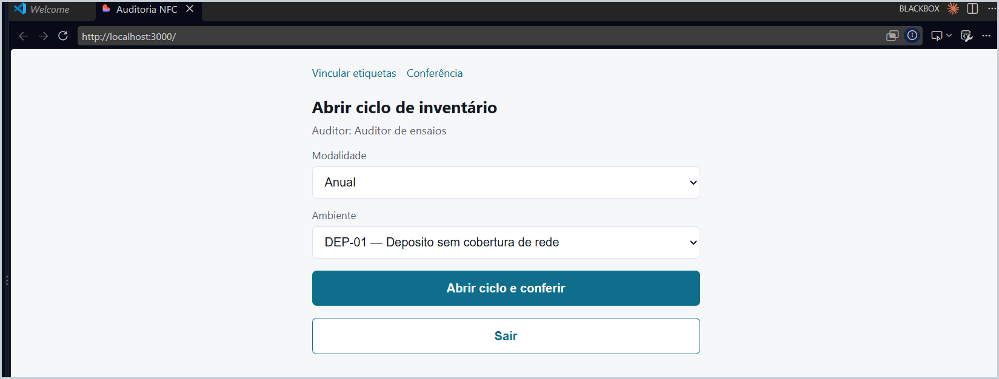 Welcome
Auditoria NFC
BLACKBOX
http://localhost:3000/
Vincular etiquetas Conferência
Abrir ciclo de inventário
Auditor: Auditor de ensaios
Modalidade
Anual
Ambiente
DEP-01 — Deposito sem cobertura de rede
Abrir ciclo e conferir
Sair